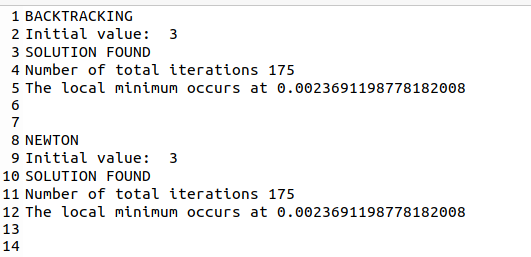 1 BACKTRACKING
2 Initial value:  3
3 SOLUTION FOUND
4 Number of total iterations 175
5 The local minimum occurs at 0.0023691198778182008
6
7
8 NEWTON
9 Initial value:  3
10 SOLUTION FOUND
11 Number of total iterations 175
12 The local minimum occurs at 0.0023691198778182008
13
14